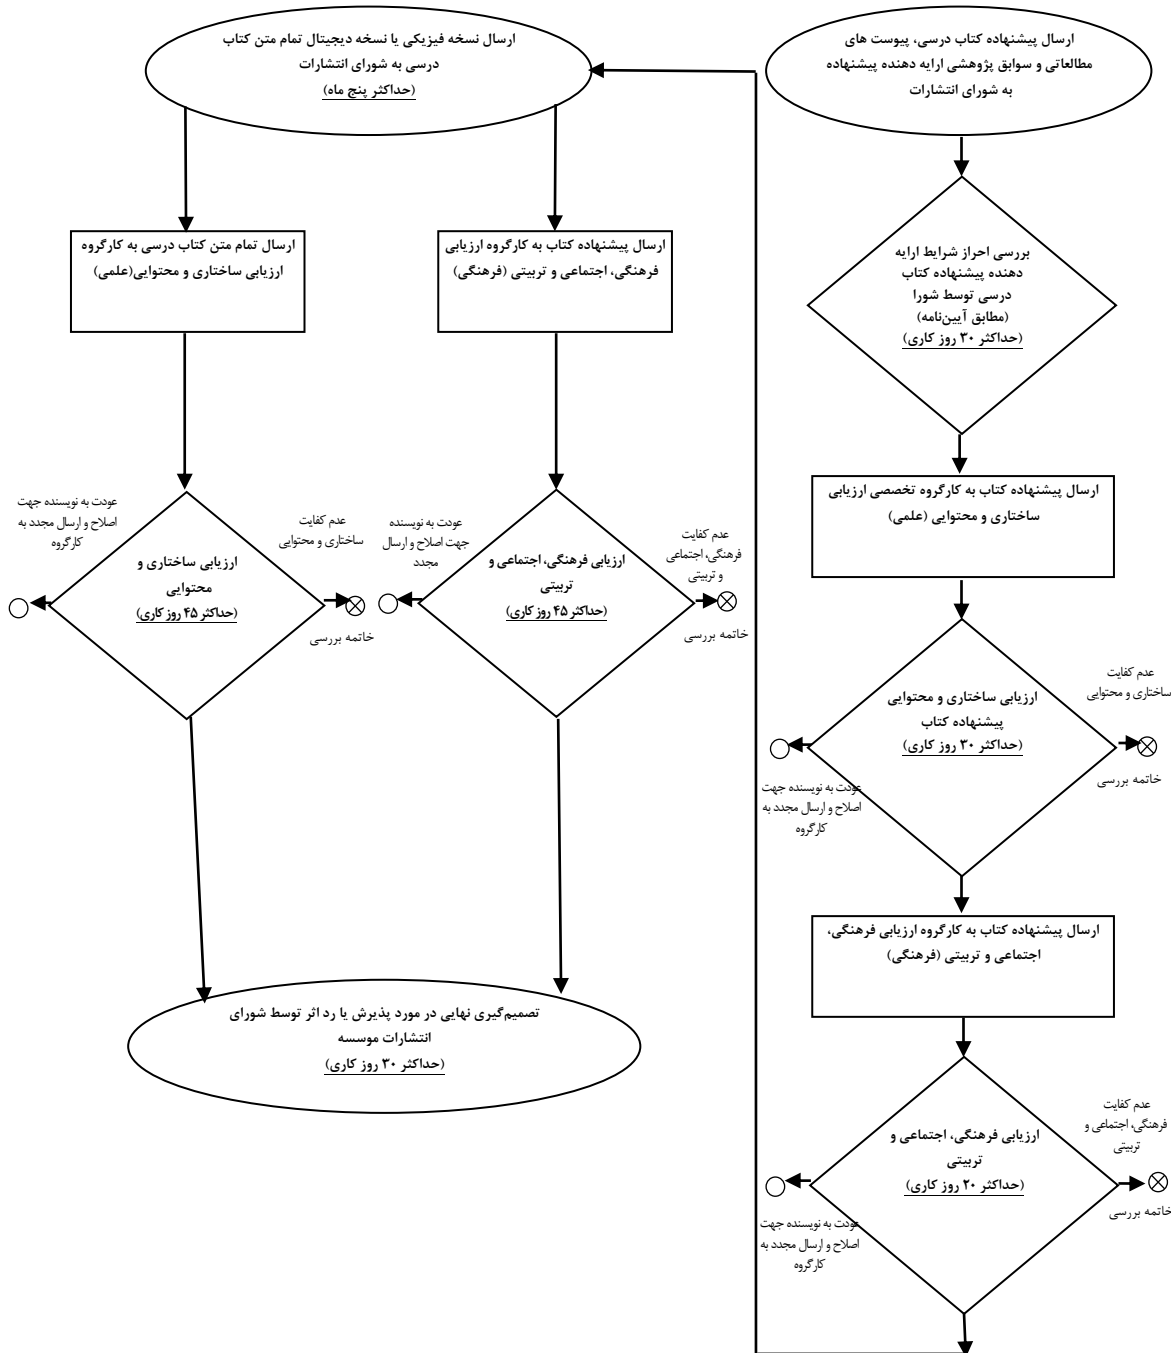 ارسال پیشنهاده کتاب درسی، پیوست های
مطالعاتی و سوابق پژوهشی ارایه دهنده پیشنهاده
به شورای انتشارات
بررسی احراز شرایط ارایه
دهنده پیشنهاده کتاب
درسی توسط شورا
(مطابق آیین‌نامه)
(حداکثر ۳۰ روز کاری)
ارسال پیشنهاده کتاب به کارگروه تخصصی ارزیابی
ساختاری و محتوایی (علمی)
ارزیابی ساختاری و محتوایی
پیشنهاده کتاب
(حداکثر ۳۰ روز کاری)
عدم کفایت
ساختاری و محتوایی
خاتمه بررسی
عودت به نویسنده جهت
اصلاح و ارسال مجدد به
کارگروه
ارسال پیشنهاده کتاب به کارگروه ارزیابی فرهنگی،
اجتماعی و تربیتی (فرهنگی)
ارزیابی فرهنگی، اجتماعی و
تربیتی
(حداکثر ۲۰ روز کاری)
عدم کفایت
فرهنگی، اجتماعی و
تربیتی
خاتمه بررسی
عودت به نویسنده جهت
اصلاح و ارسال مجدد به
کارگروه
ارسال نسخه فیزیکی یا نسخه دیجیتال تمام متن کتاب
درسی به شورای انتشارات
(حداکثر پنج ماه)
ارسال پیشنهاده کتاب به کارگروه ارزیابی
فرهنگی، اجتماعی و تربیتی (فرهنگی)
ارزیابی فرهنگی، اجتماعی و
تربیتی
(حداکثر ۴۵ روز کاری)
عدم کفایت
فرهنگی، اجتماعی
و تربیتی
خاتمه بررسی
عودت به نویسنده
جهت اصلاح و ارسال
مجدد
ارسال تمام متن کتاب درسی به کارگروه
ارزیابی ساختاری و محتوایی(علمی)
ارزیابی ساختاری و
محتوایی
(حداکثر ۴۵ روز کاری)
عدم کفایت
ساختاری و محتوایی
خاتمه بررسی
عودت به نویسنده جهت
اصلاح و ارسال مجدد به
کارگروه
تصمیم‌گیری نهایی در مورد پذیرش یا رد اثر توسط شورای
انتشارات موسسه
(حداکثر ۳۰ روز کاری)